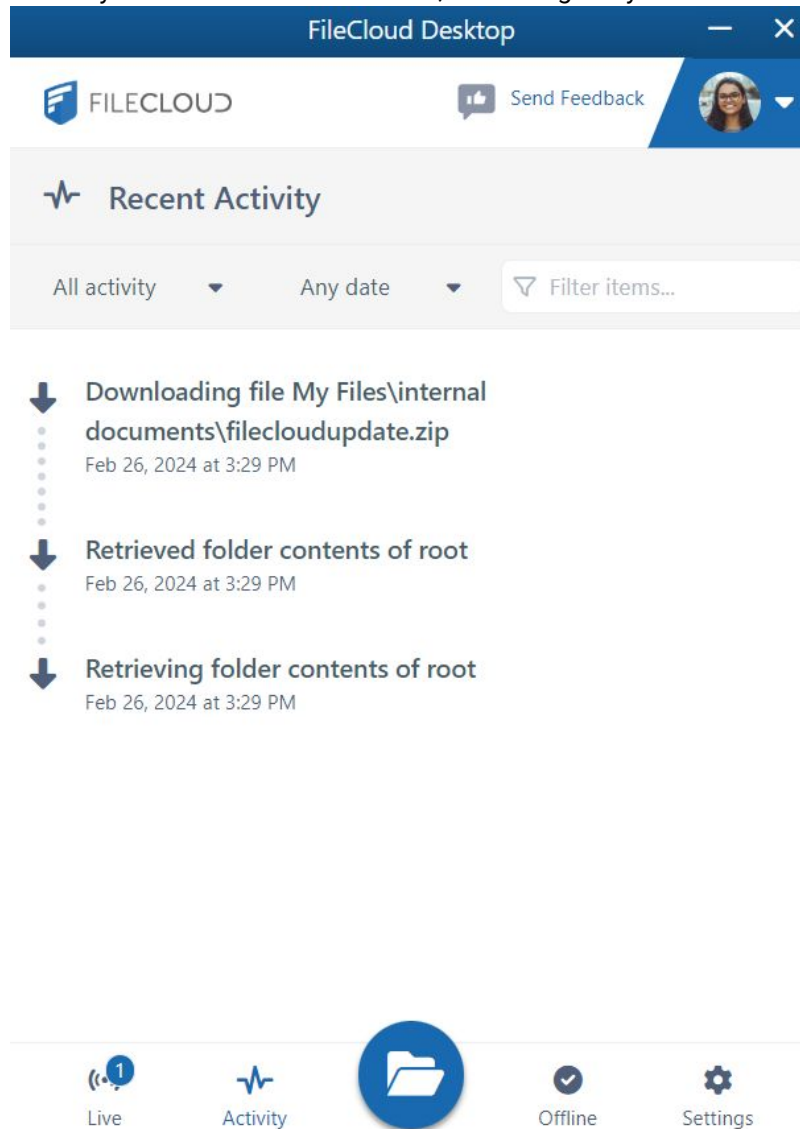 FileCloud Desktop
FILECLOUD
Send Feedback
Recent Activity
All activity
Any date
Filter items...
Downloading file My Files\internal
documents\filecloudupdate.zip
Feb 26, 2024 at 3:29 PM
Retrieved folder contents of root
Feb 26, 2024 at 3:29 PM
Retrieving folder contents of root
Feb 26, 2024 at 3:29 PM
1
Live
Activity
Offline
Settings